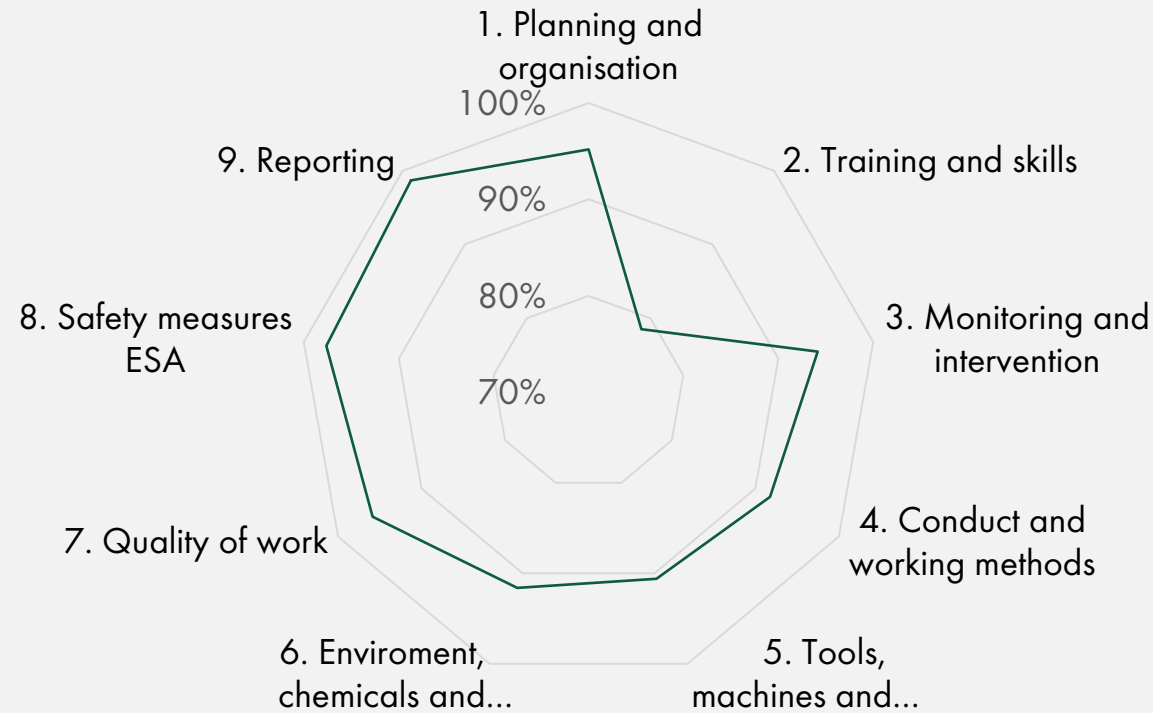 1. Planning and
organisation
100%
9. Reporting
2. Training and skills
90%
80%
8. Safety measures
ESA
3. Monitoring and
intervention
70%
7. Quality of work
4. Conduct and
working methods
6. Enviroment,
chemicals and...
5. Tools,
machines and...